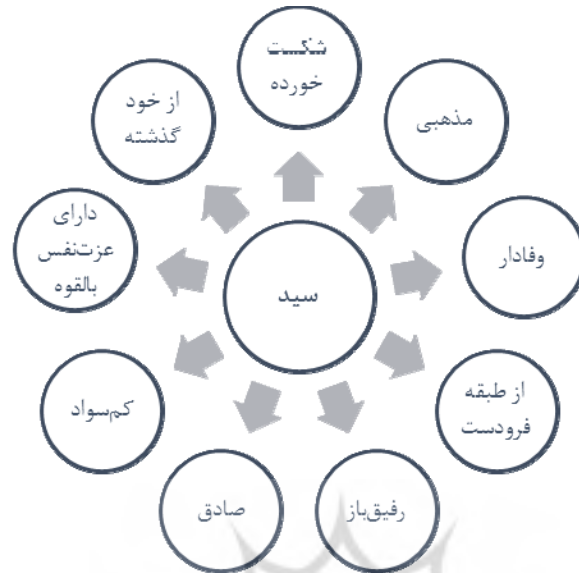 شکست
خورده
مذهبی
وفادار
از طبقه
فرودست
رفیق‌باز
صادق
کم‌سواد
دارای
عزت‌نفس
بالقوه
از خود
گذشته
سید